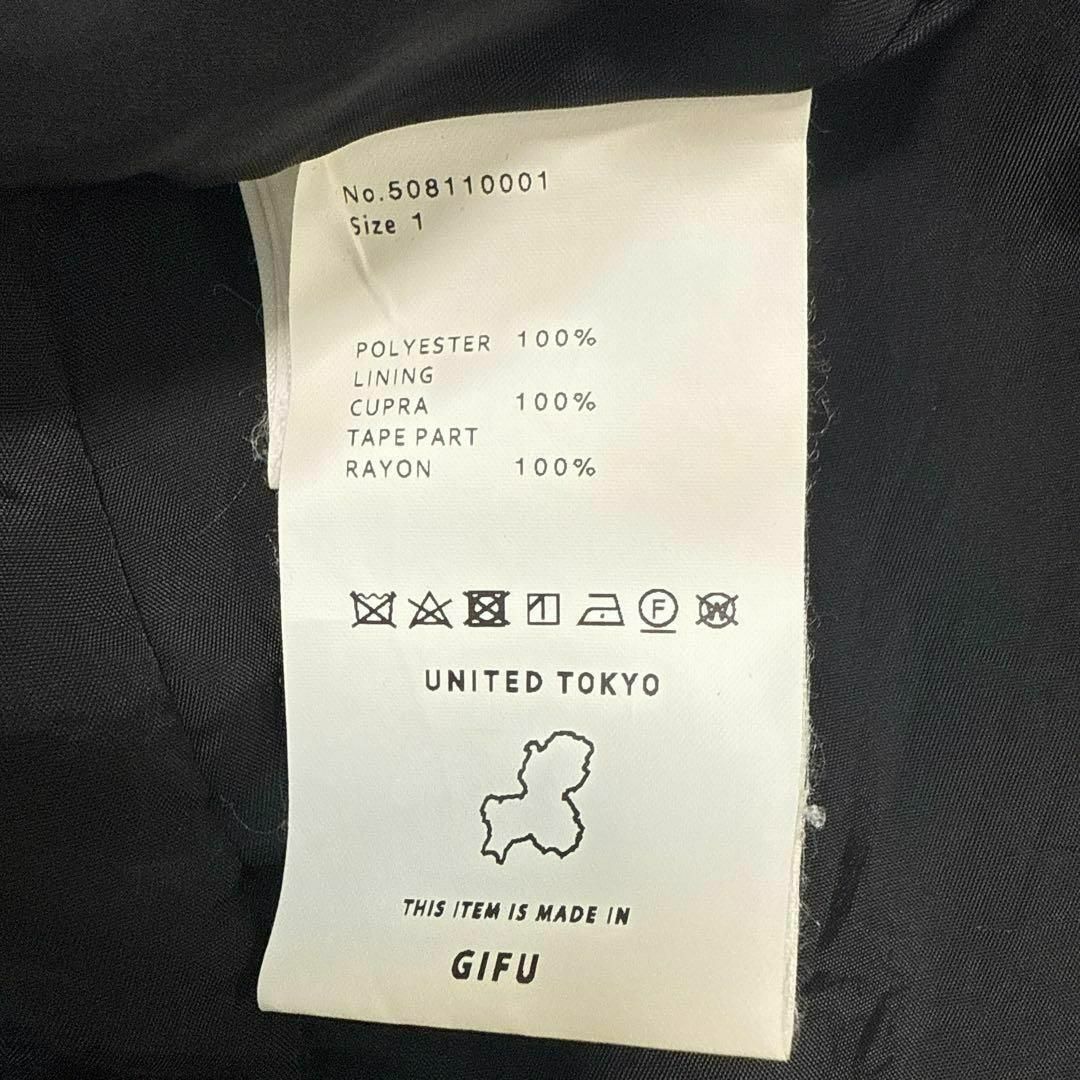 No.508110001
Size 1
POLYESTER 100%
LINING
CUPRA 100%
TAPE PART
RAYON 100%
F W
UNITED TOKYO
THIS ITEM IS MADE IN
GIFU